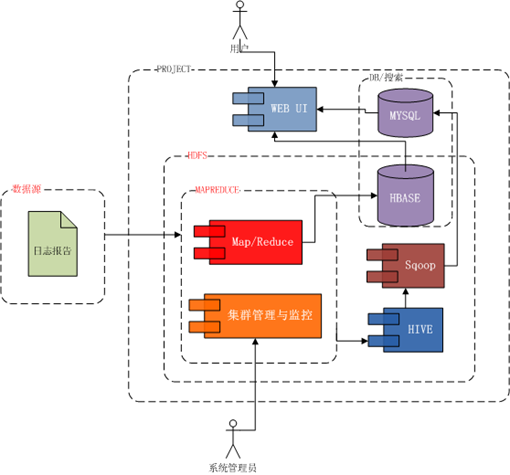 用户
PROJECT
DB/搜索
WEB UI
MYSQL
HDFS
数据源
MAPREDUCE
HBASE
日志报告
Map/Reduce
Sqoop
集群管理与监控
HIVE
系统管理员